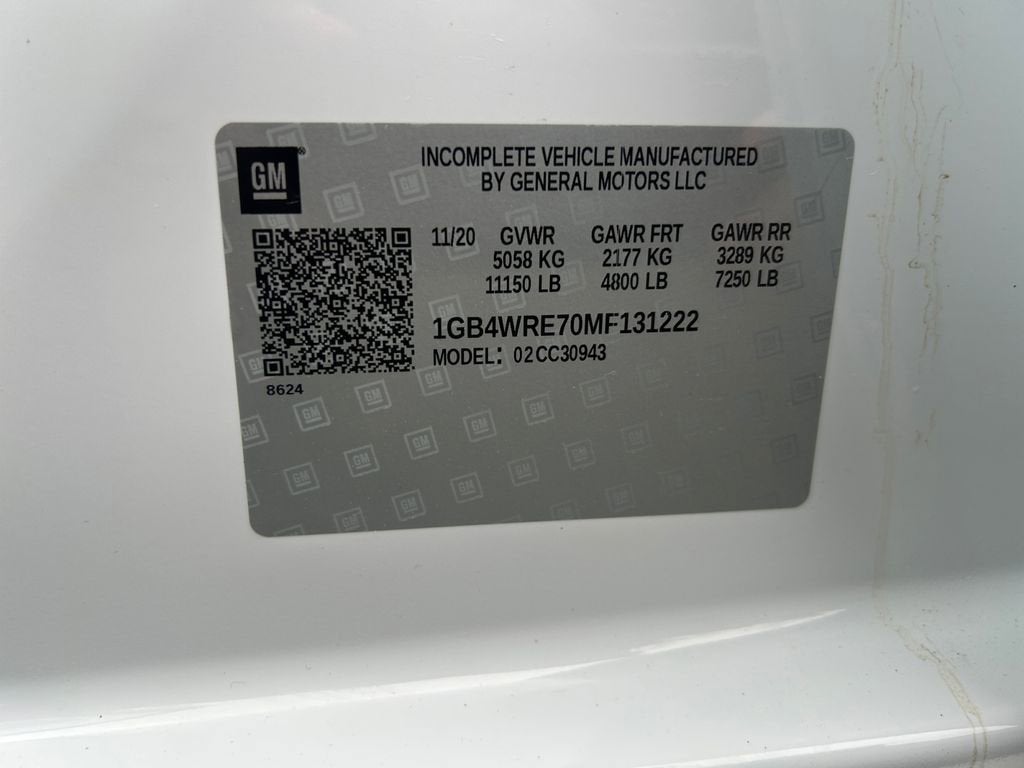 GM®
INCOMPLETE VEHICLE MANUFACTURED
BY GENERAL MOTORS LLC
11/20 GVWR GAWR FRT GAWR RR
5058 KG 2177 KG 3289 KG
11150 LB 4800 LB 7250 LB
1GB4WRE70MF131222
MODEL: 02CC30943
8624